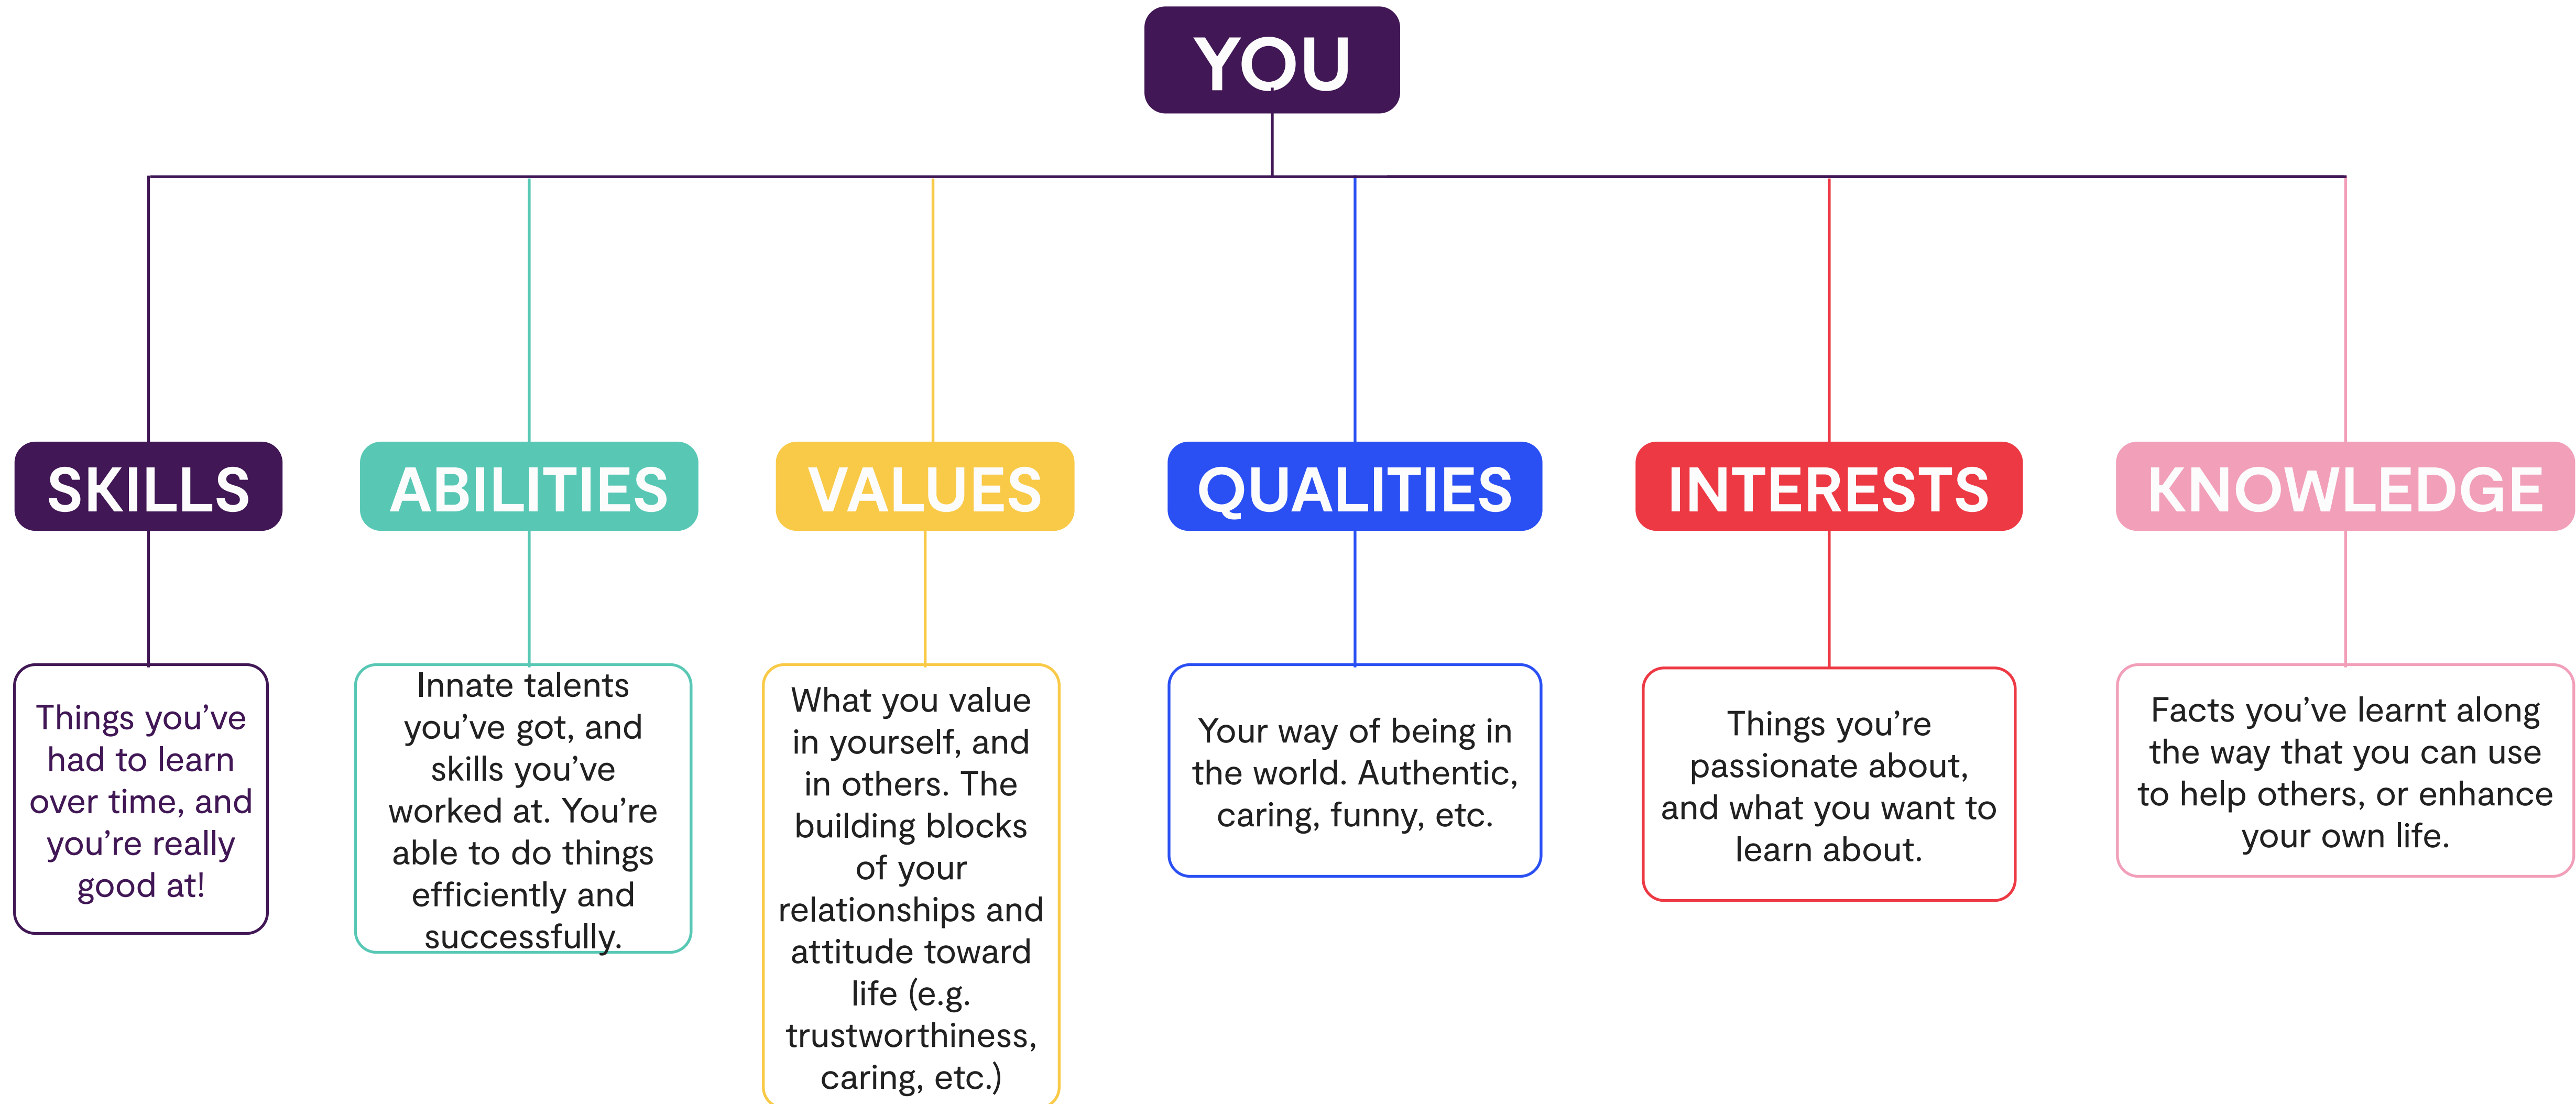 YOU
SKILLS
ABILITIES
VALUES
QUALITIES
INTERESTS
KNOWLEDGE
Things you’ve
had to learn
over time, and
you’re really
good at!
Innate talents
you’ve got, and
skills you’ve
worked at. You’re
able to do things
efficiently and
successfully.
What you value
in yourself, and
in others. The
building blocks
of your
relationships and
attitude toward
life (e.g.
trustworthiness,
caring, etc.)
Your way of being in
the world. Authentic,
caring, funny, etc.
Things you’re
passionate about,
and what you want to
learn about.
Facts you’ve learnt along
the way that you can use
to help others, or enhance
your own life.